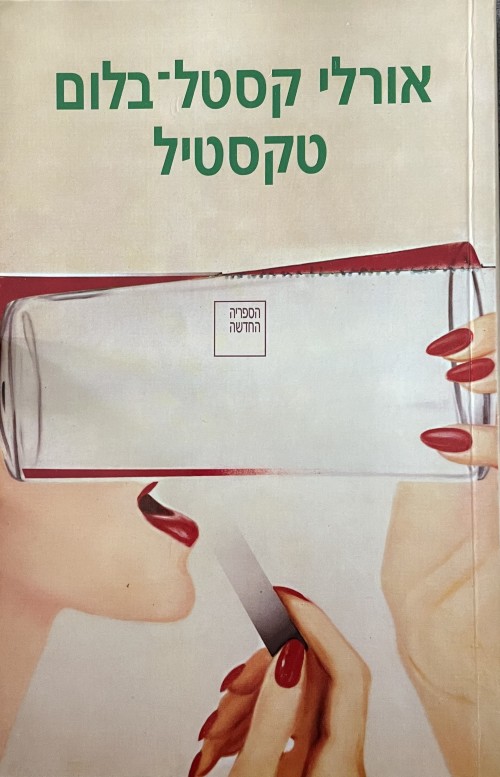 אורלי קסטל־בלום
טקסטיל
הספריה
החדשה